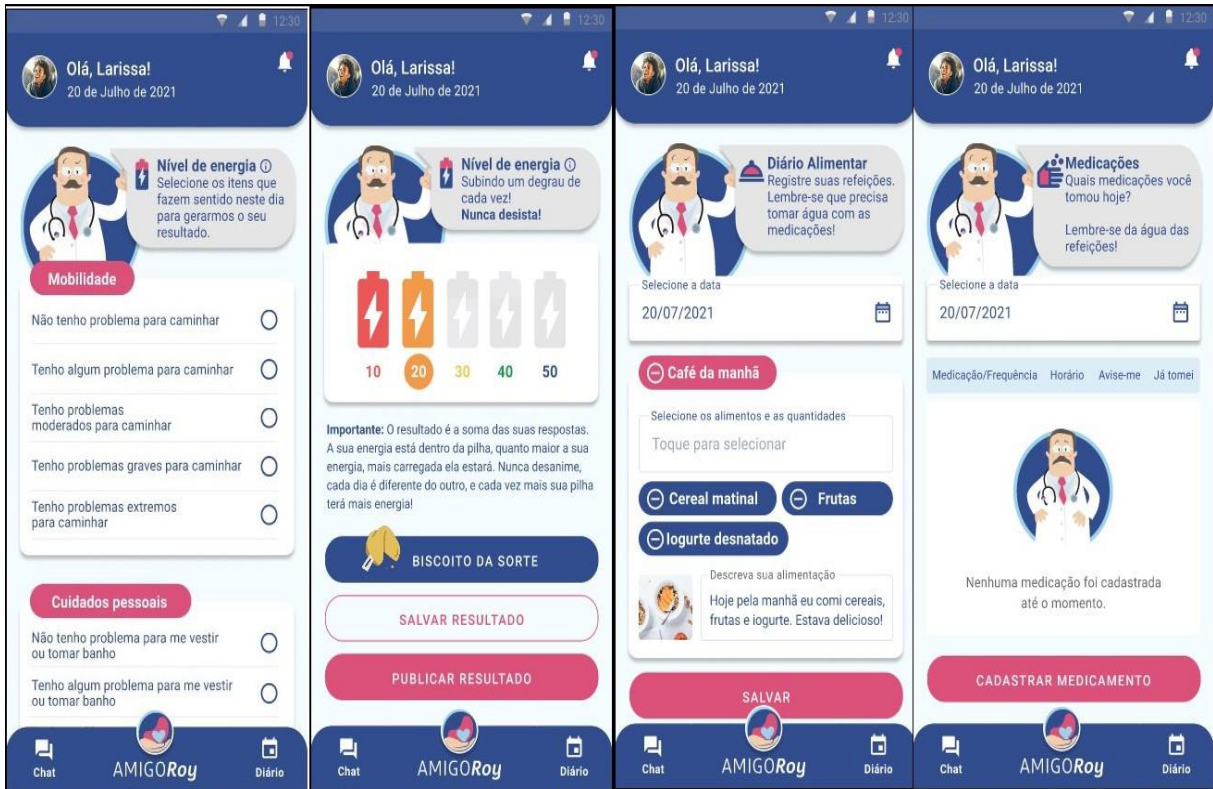 12:30
Olá, Larissa!
20 de Julho de 2021
Nível de energia
Selecione os itens que
fazem sentido neste dia
para gerarmos o seu
resultado.
Mobilidade
Não tenho problema para caminhar
Tenho algum problema para caminhar
Tenho problemas
moderados para caminhar
Tenho problemas graves para caminhar
Tenho problemas extremos
para caminhar
Cuidados pessoais
Não tenho problema para me vestir
ou tomar banho
Tenho algum problema para me vestir
ou tomar banho
Chat
AMIGORoy
Diário
12:30
Olá, Larissa!
20 de Julho de 2021
Nível de energia
Subindo um degrau de
cada vez!
Nunca desista!
10 20 30 40 50
Importante: O resultado é a soma das suas respostas.
A sua energia está dentro da pilha, quanto maior a sua
energia, mais carregada ela estará. Nunca desanime,
cada dia é diferente do outro, e cada vez mais sua pilha
terá mais energia!
BISCOITO DA SORTE
SALVAR RESULTADO
PUBLICAR RESULTADO
Chat
AMIGORoy
Diário
12:30
Olá, Larissa!
20 de Julho de 2021
Diário Alimentar
Registre suas refeições.
Lembre-se que precisa
tomar água com as
medicações!
Selecione a data
20/07/2021
Café da manhã
Selecione os alimentos e as quantidades
Toque para selecionar
Cereal matinal
Frutas
Iogurte desnatado
Descreva sua alimentação
Hoje pela manhã eu comi cereais,
frutas e iogurte. Estava delicioso!
SALVAR
Chat
AMIGORoy
Diário
12:30
Olá, Larissa!
20 de Julho de 2021
Medicações
Quais medicações você
tomou hoje?
Lembre-se da água das
refeições!
Selecione a data
20/07/2021
Medicação/Frequência Horário Avise-me Já tomei
Nenhuma medicação foi cadastrada
até o momento.
CADASTRAR MEDICAMENTO
Chat
AMIGORoy
Diário